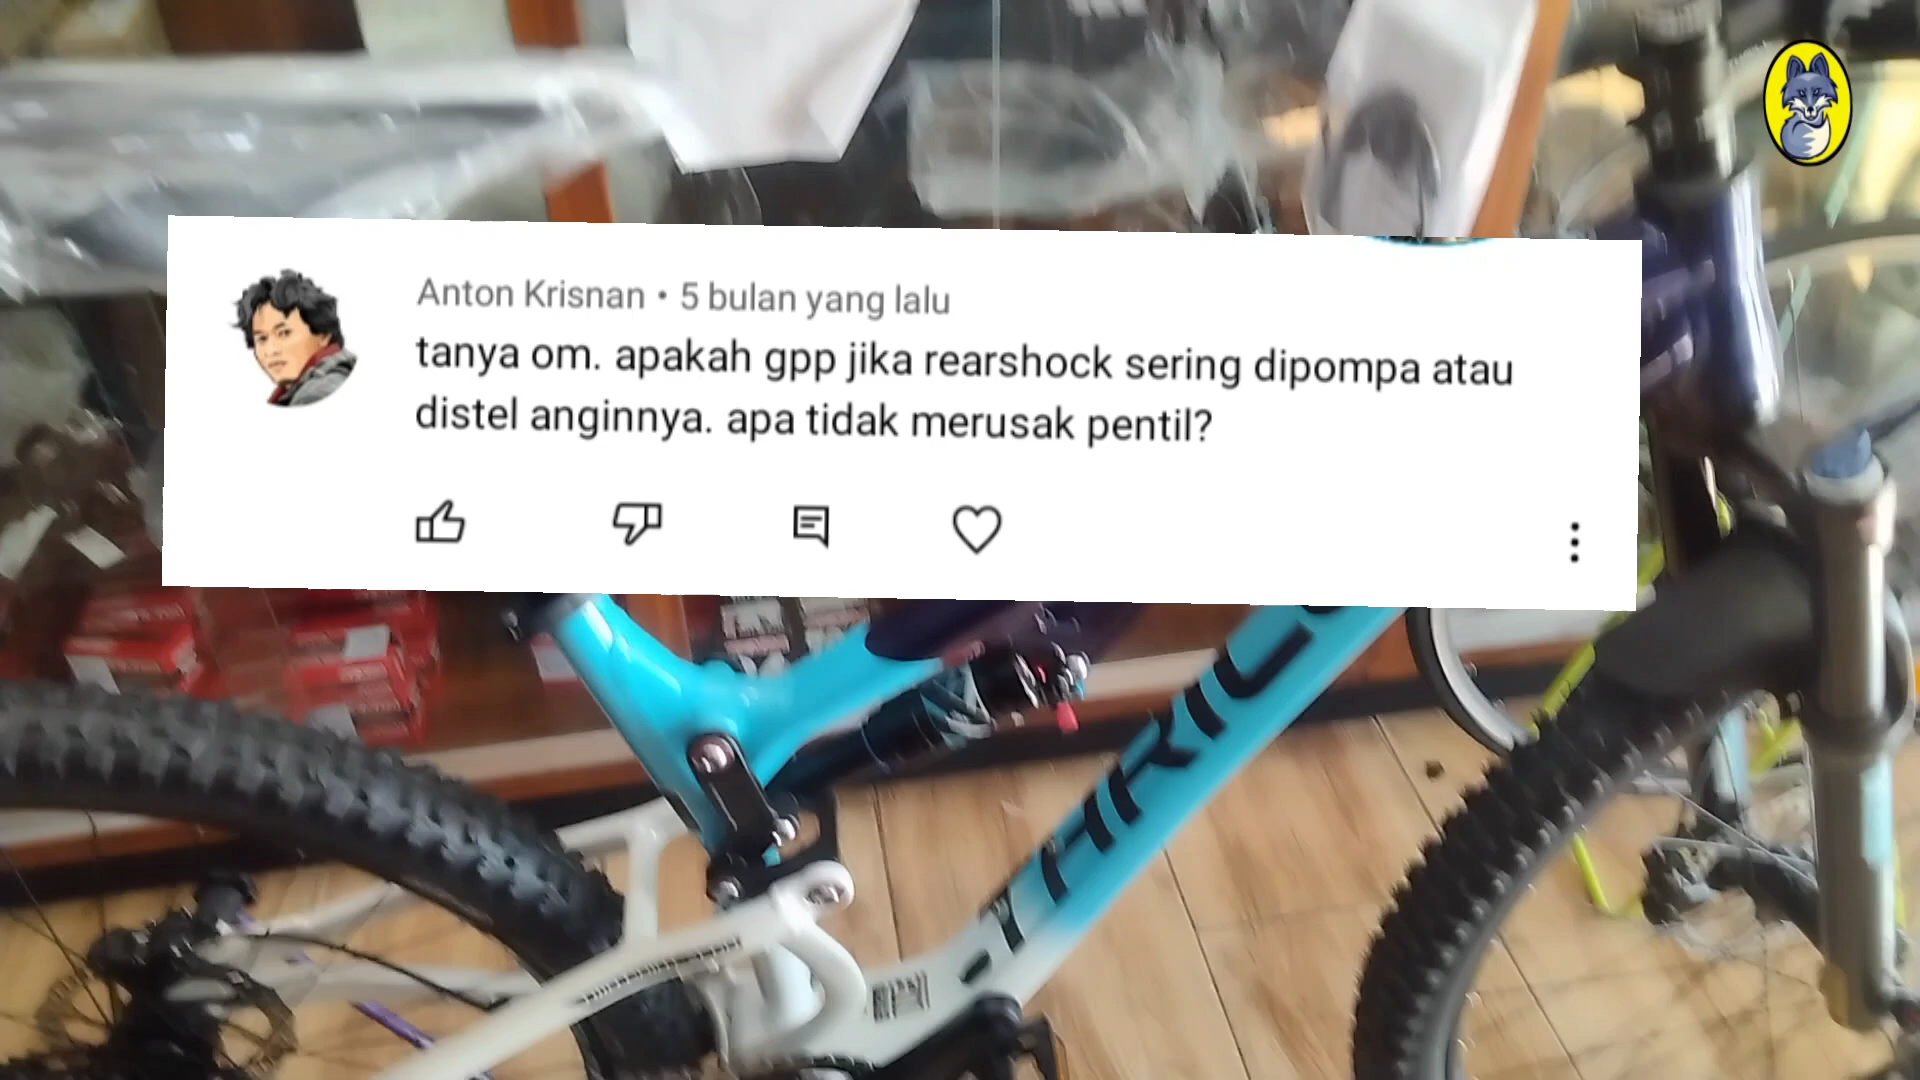 Anton Krisnan • 5 bulan yang lalu
tanya om. apakah gpp jika rearshock sering dipompa atau
distel anginnya. apa tidak merusak pentil?
THRILL